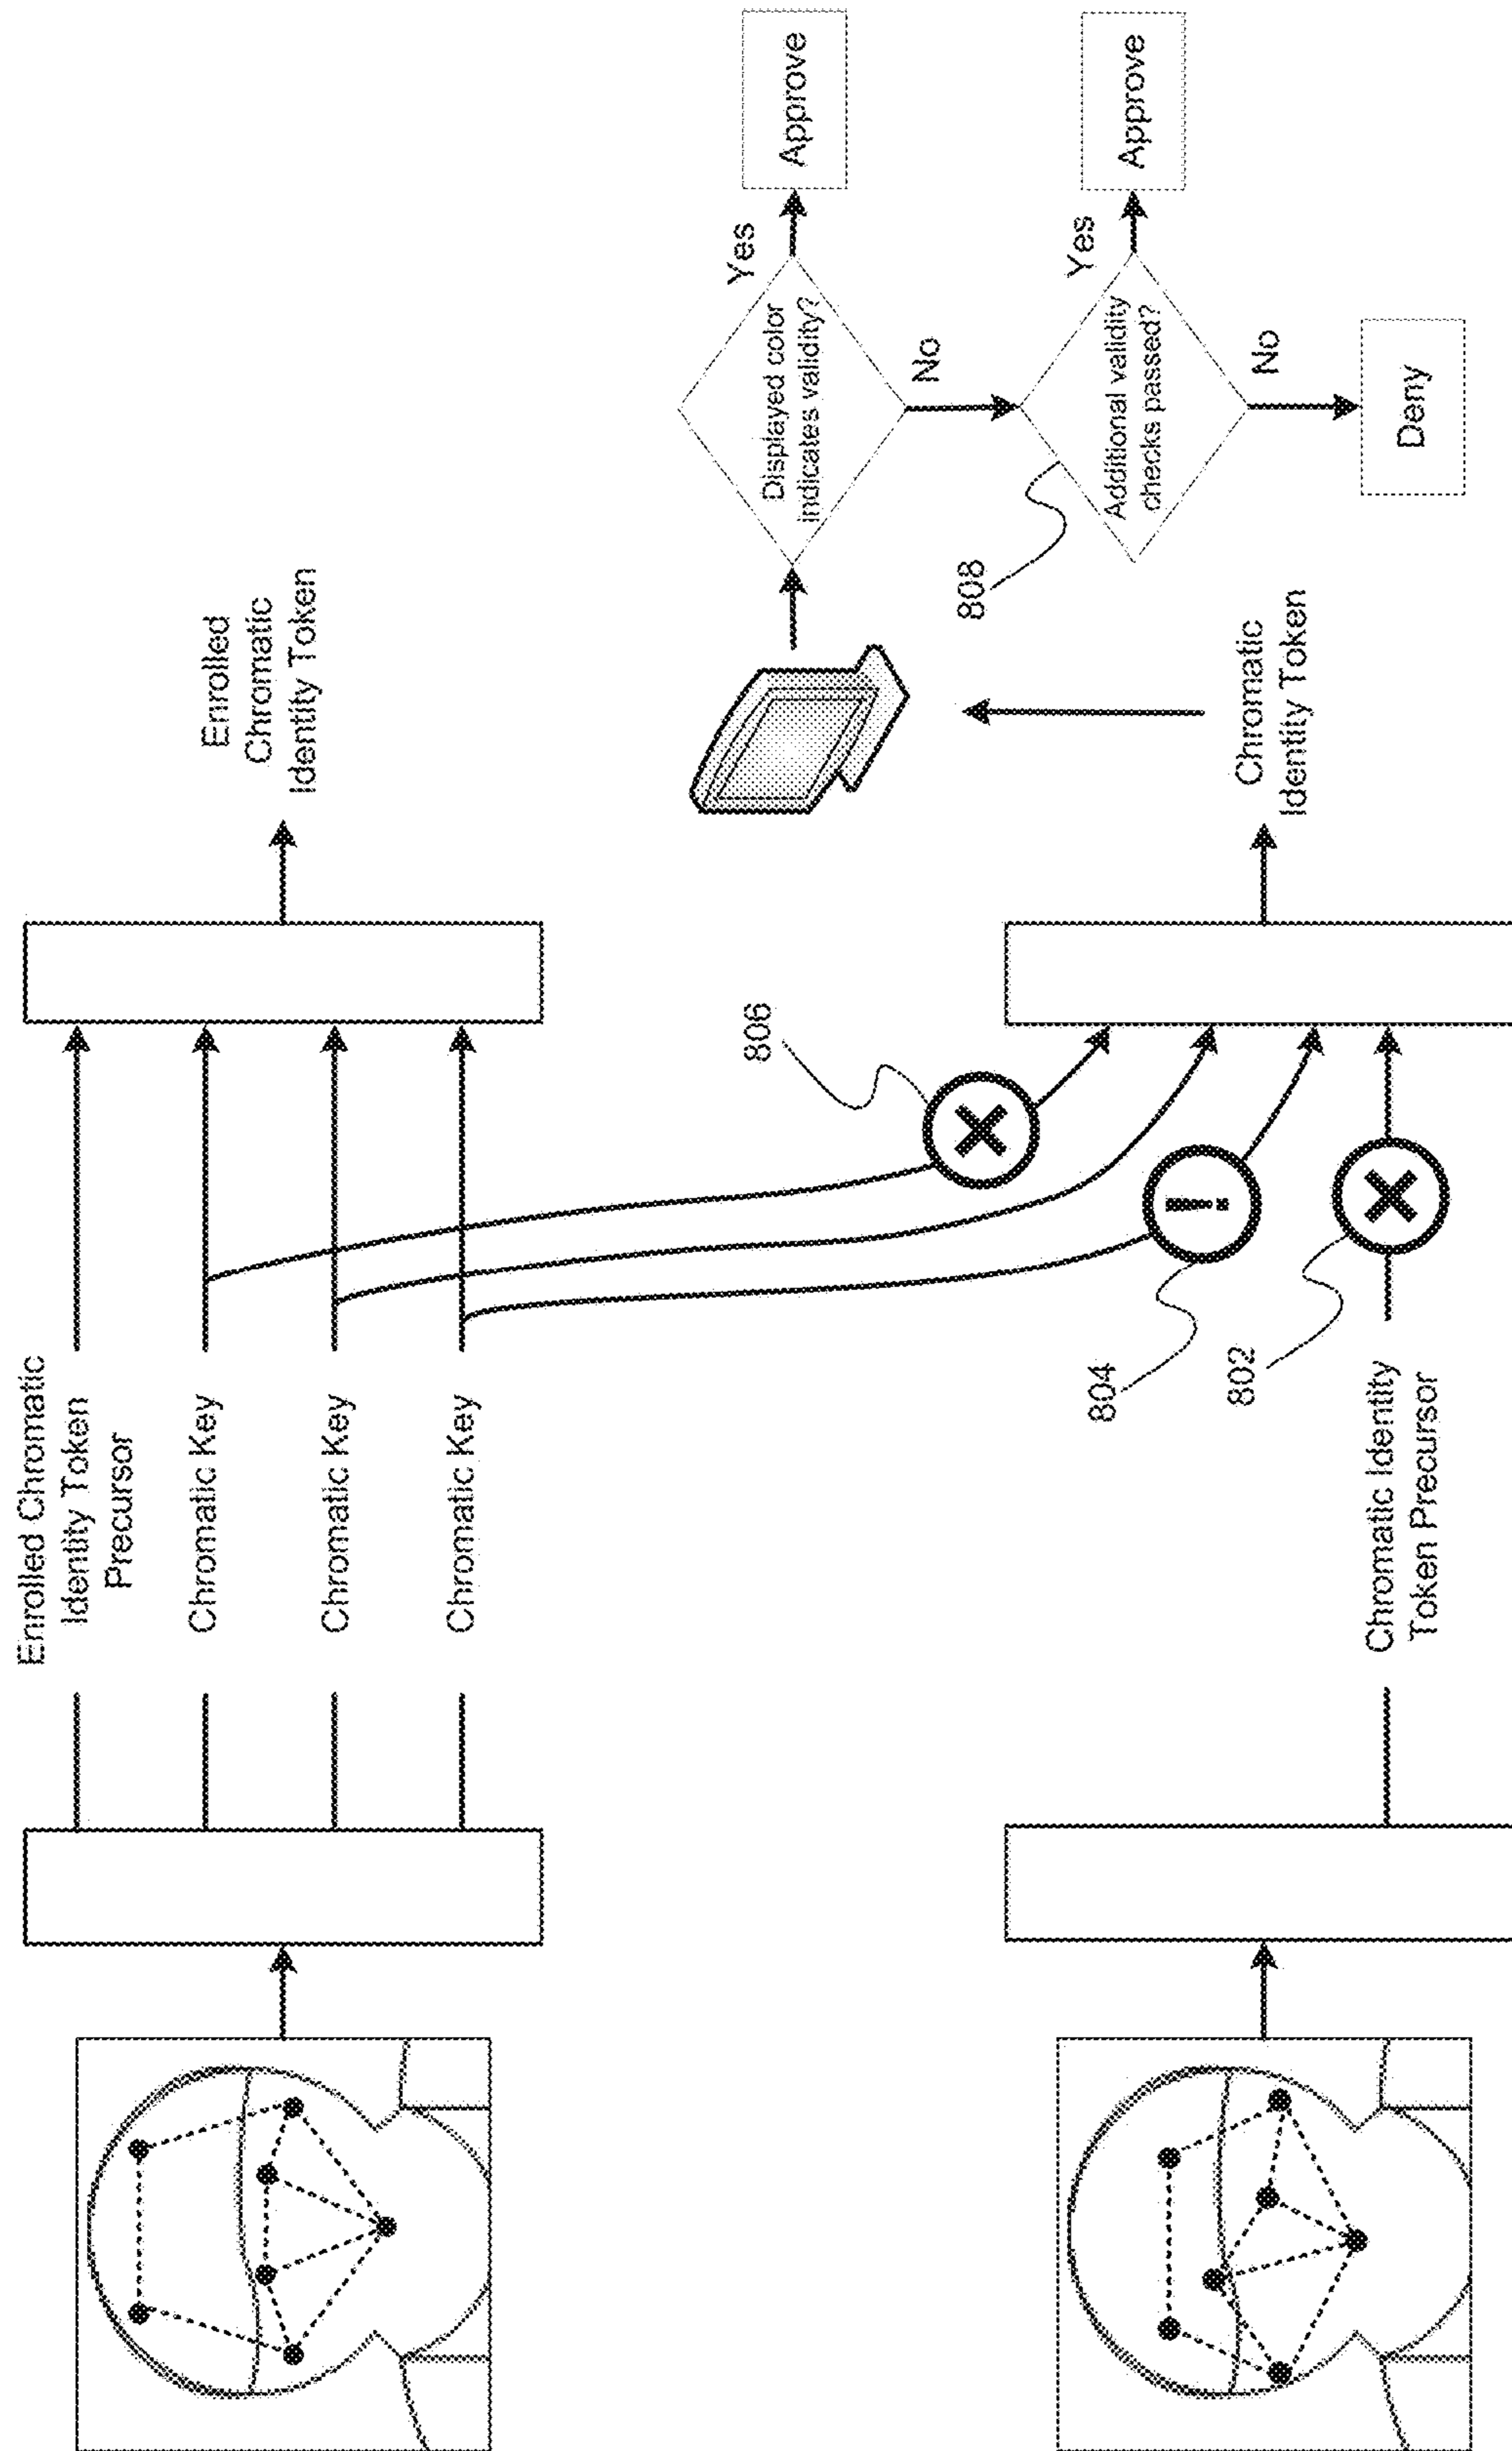 Enrolled Chromatic
Identity Token
Precursor
Chromatic Key
Chromatic Key
Chromatic Key
Enrolled
Chromatic
Identity Token
806
804
802
Chromatic Identity
Token Precursor
Chromatic
Identity Token
Displayed color
indicates validity?
Yes
Approve
No
808
Additional validity
checks passed?
Yes
Approve
No
Deny